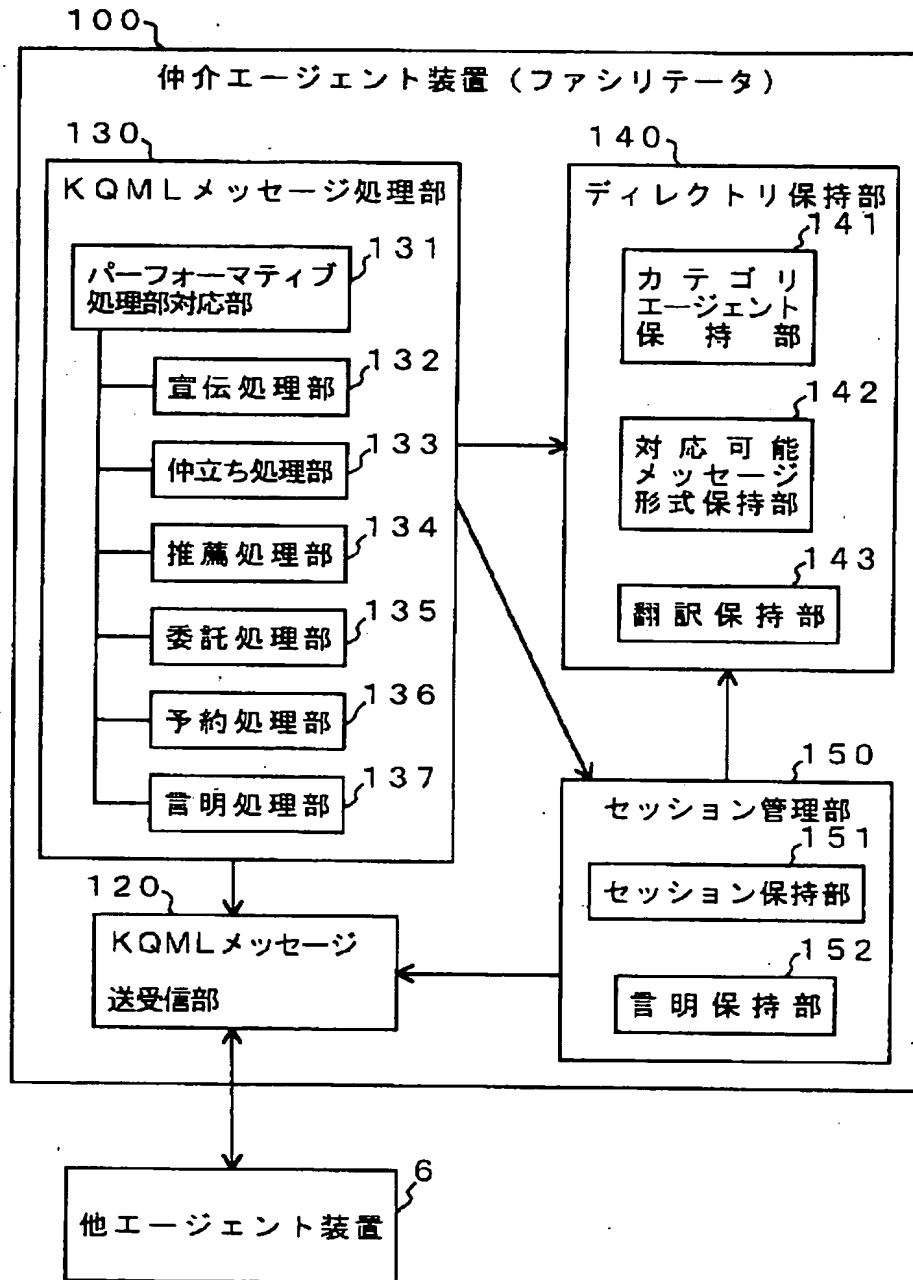 100
仲介エージェント装置(ファシリテータ)
130
KQMLメッセージ処理部
131
パーフォーマティブ
処理部対応部
132
宣伝処理部
133
仲立ち処理部
134
推薦処理部
135
委託処理部
136
予約処理部
137
言明処理部
140
ディレクトリ保持部
141
カテゴリ
エージェント
保持部
142
対応可能
メッセージ
形式保持部
143
翻訳保持部
150
セッション管理部
151
セッション保持部
152
言明保持部
120
KQMLメッセージ
送受信部
6
他エージェント装置